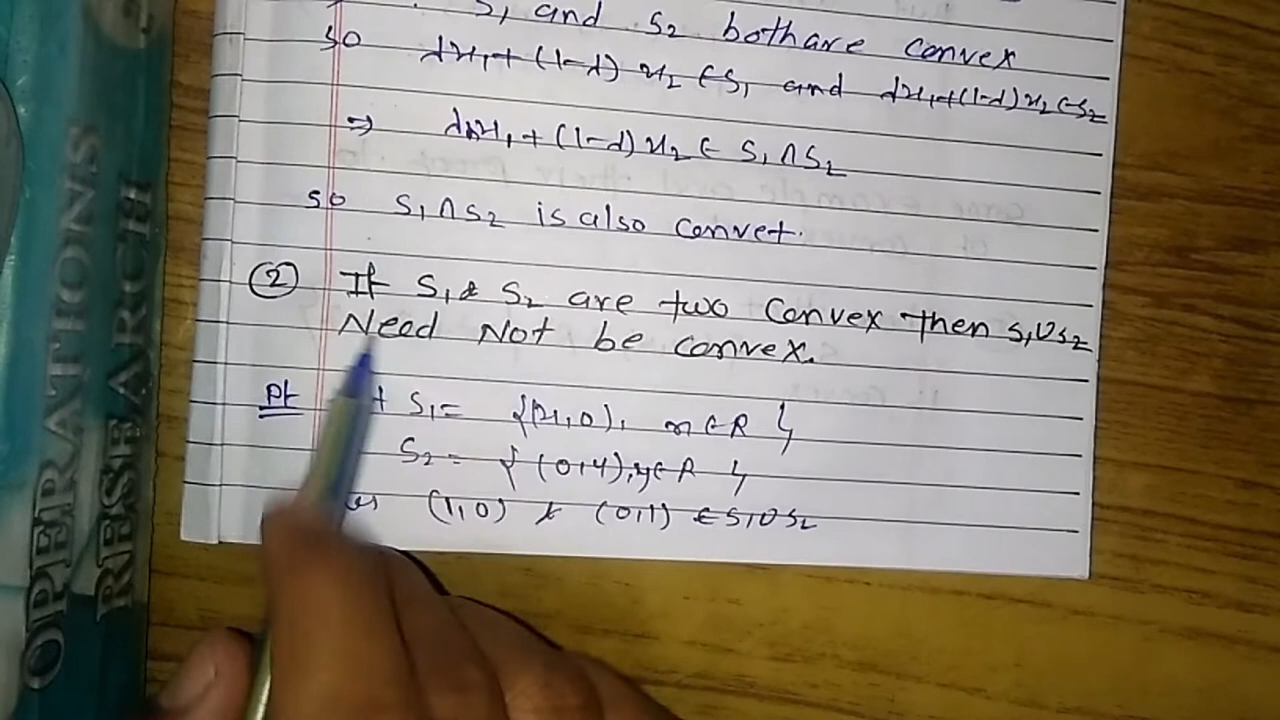 S₁ and S₂ bothare convex
so λx₁+(1-λ)x₂ ∈ S₁ and λx₁+(1-λ)x₂ ∈ S₂
⇒ λx₁+(1-λ)x₂ ∈ S₁∩S₂
so S₁∩S₂ is also convet.
② If S₁ & S₂ are two Convex then S₁∪S₂
Need Not be convex.
Pf S₁= {(x,0), x∈R}
S₂= {(0,y), y∈R}
(1,0) & (0,1) ∈ S₁∪S₂
OPERATIONS
RESEARCH